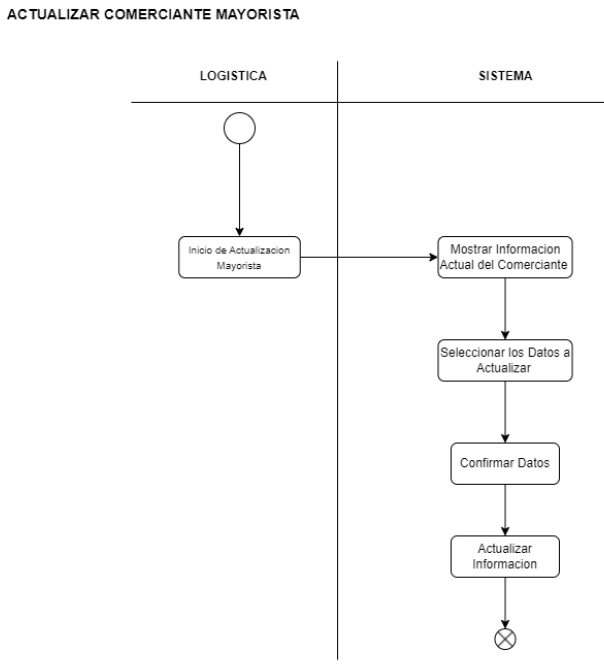 ACTUALIZAR COMERCIANTE MAYORISTA
LOGISTICA
SISTEMA
Inicio de Actualizacion
Mayorista
Mostrar Informacion
Actual del Comerciante
Seleccionar los Datos a
Actualizar
Confirmar Datos
Actualizar
Informacion